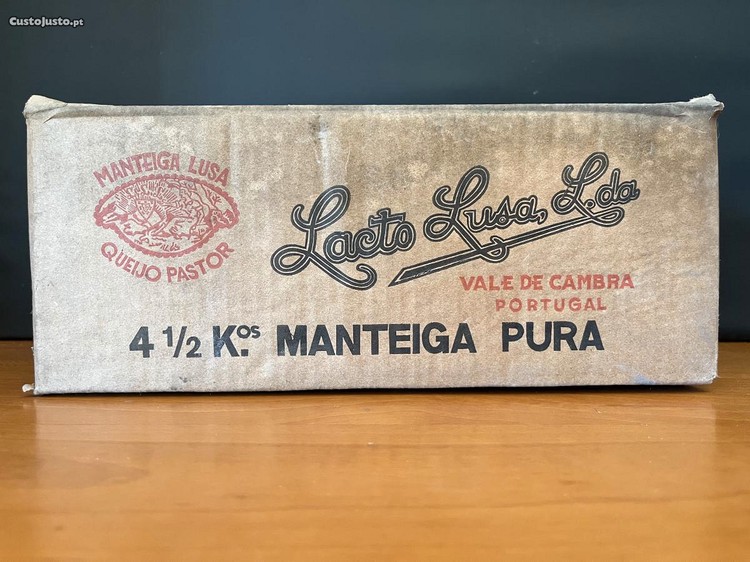 CustoJusto.pt
MANTEIGA LUSA
QUEIJO PASTOR
Lacto Lusa, L.da
VALE DE CAMBRA
PORTUGAL
4 1/2 K.ºs MANTEIGA PURA